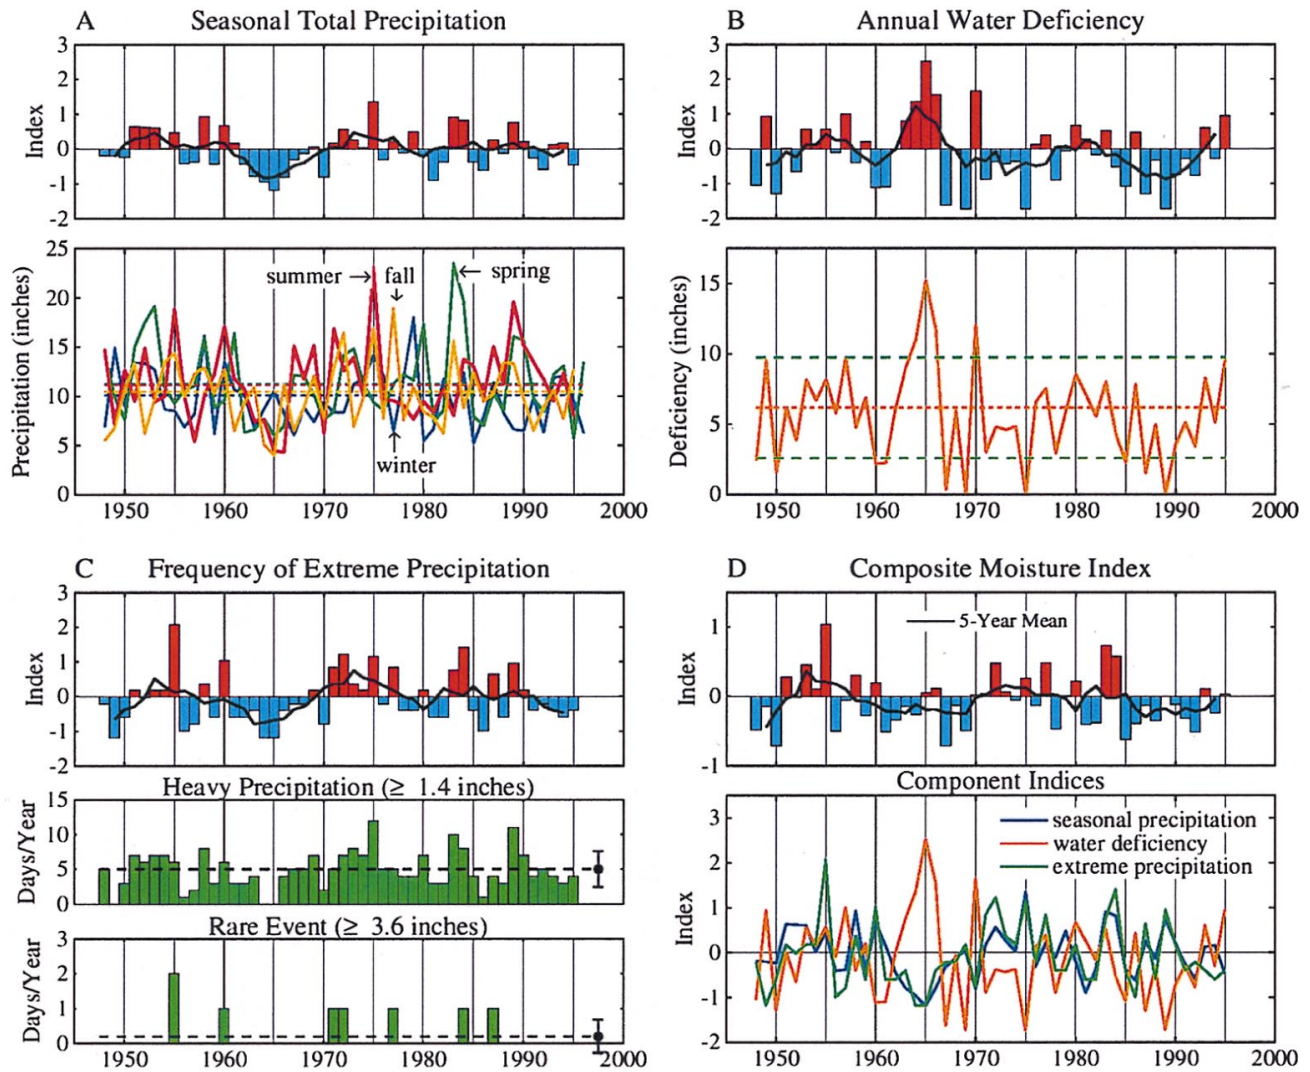 A Seasonal Total Precipitation
3
2
1
0
-1
-2
Index
25
20
15
10
5
0
Precipitation (inches)
summer
fall
spring
winter
1950 1960 1970 1980 1990 2000
B Annual Water Deficiency
3
2
1
0
-1
-2
Index
15
10
5
0
Deficiency (inches)
1950 1960 1970 1980 1990 2000
C Frequency of Extreme Precipitation
3
2
1
0
-1
-2
Index
Heavy Precipitation (≥ 1.4 inches)
15
10
5
0
Days/Year
Rare Event (≥ 3.6 inches)
3
2
1
0
Days/Year
1950 1960 1970 1980 1990 2000
D Composite Moisture Index
1
0
-1
Index
5-Year Mean
Component Indices
3
2
1
0
-1
-2
Index
seasonal precipitation
water deficiency
extreme precipitation
1950 1960 1970 1980 1990 2000